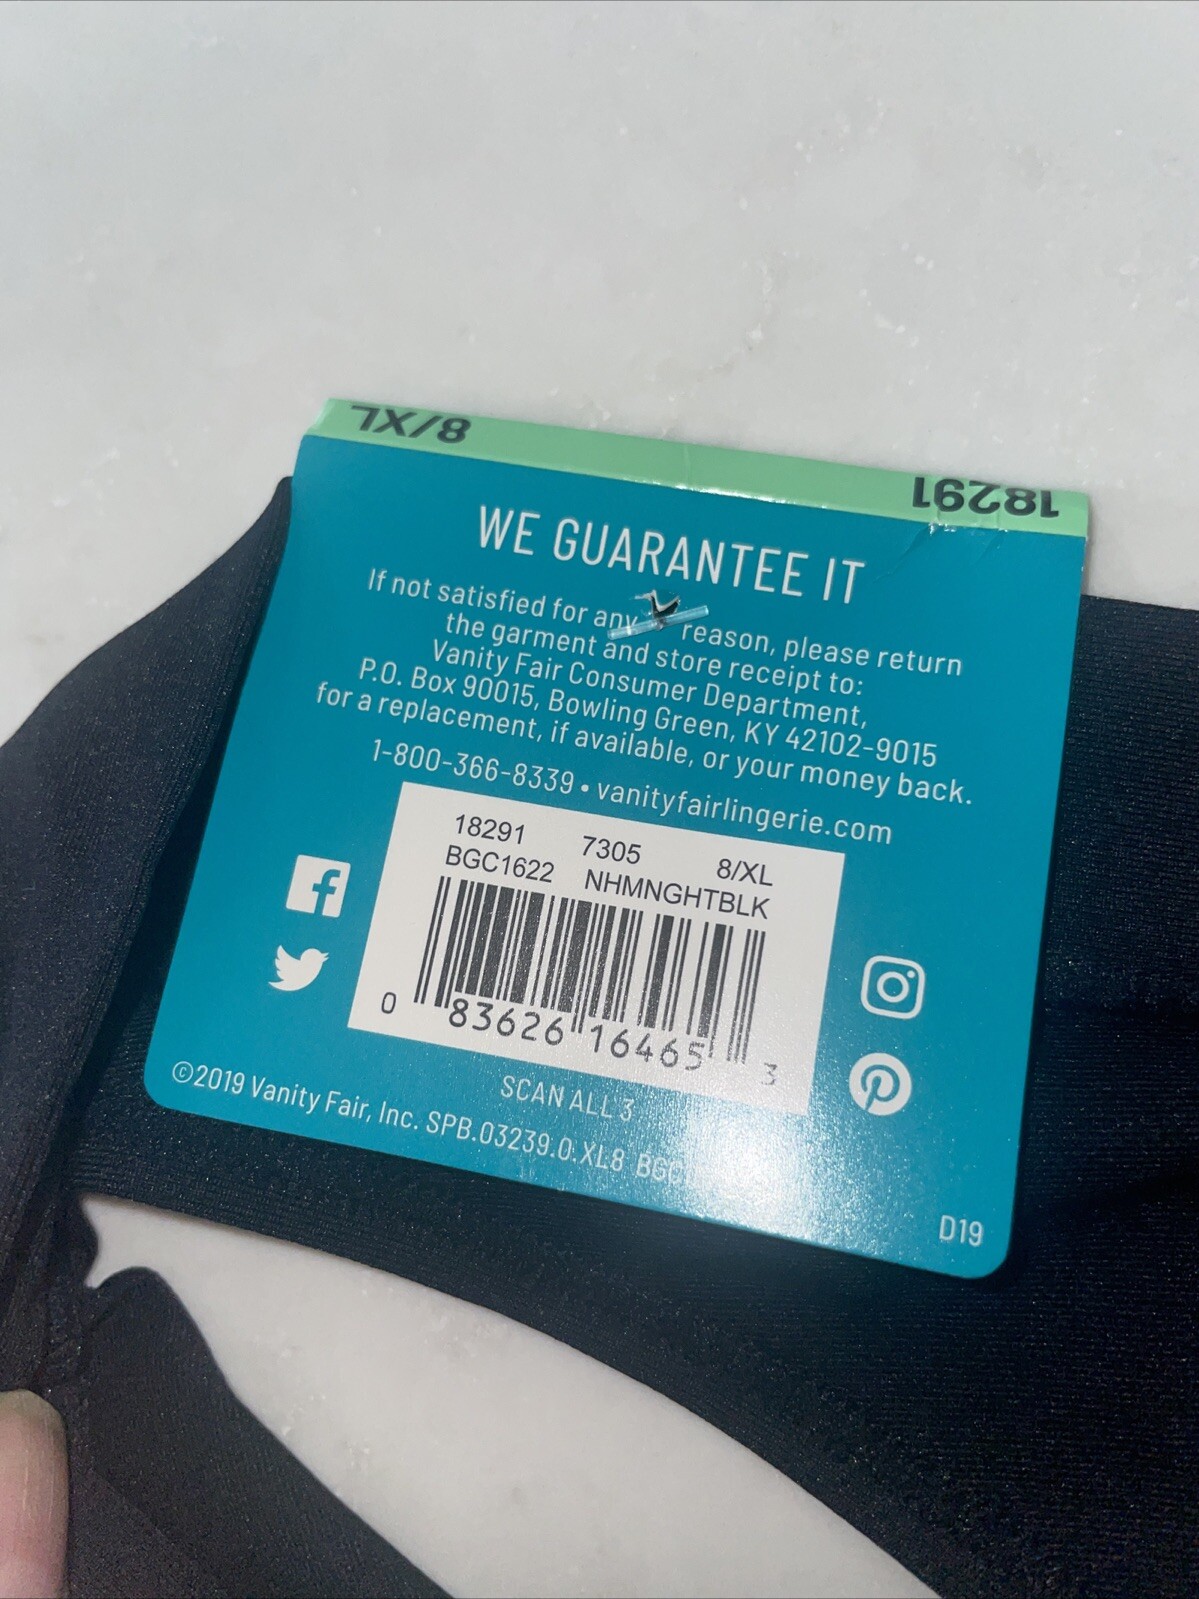 8/XL 18291
WE GUARANTEE IT
If not satisfied for any reason, please return
the garment and store receipt to:
Vanity Fair Consumer Department,
P.O. Box 90015, Bowling Green, KY 42102-9015
for a replacement, if available, or your money back.
1-800-366-8339 • vanityfairlingerie.com
18291 7305 8/XL
BGC1622 NHMNGHTBLK
0 83626 16465 3
SCAN ALL 3
©2019 Vanity Fair, Inc. SPB.03239.0.XL8
D19